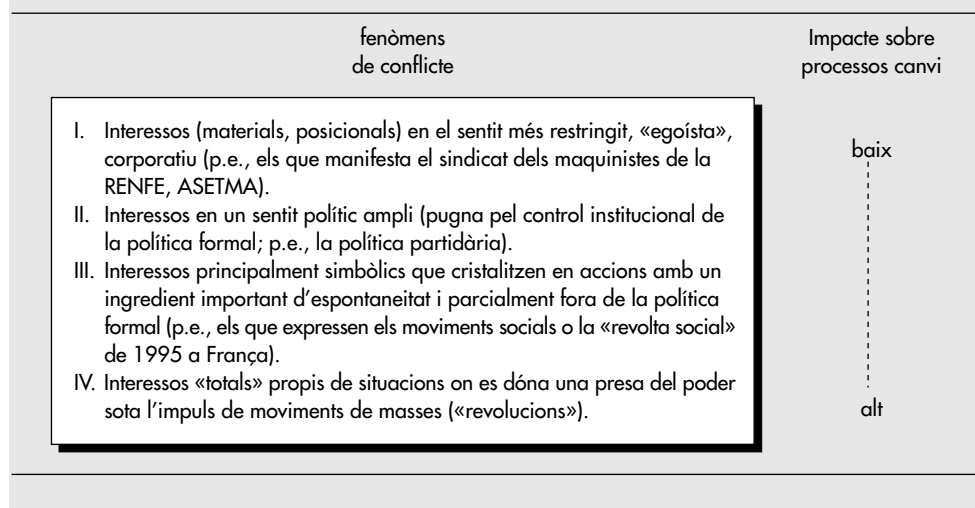 fenòmens
de conflicte
Impacte sobre
processos canvi
I. Interessos (materials, posicionals) en el sentit més restringit, «egoísta»,
corporatiu (p.e., els que manifesta el sindicat dels maquinistes de la
RENFE, ASETMA).
II. Interessos en un sentit polític ampli (pugna pel control institucional de
la política formal; p.e., la política partidària).
III. Interessos principalment simbòlics que cristalitzen en accions amb un
ingredient important d’espontaneitat i parcialment fora de la política
formal (p.e., els que expressen els moviments socials o la «revolta social»
de 1995 a França).
IV. Interessos «totals» propis de situacions on es dóna una presa del poder
sota l’impuls de moviments de masses («revolucions»).
baix
alt